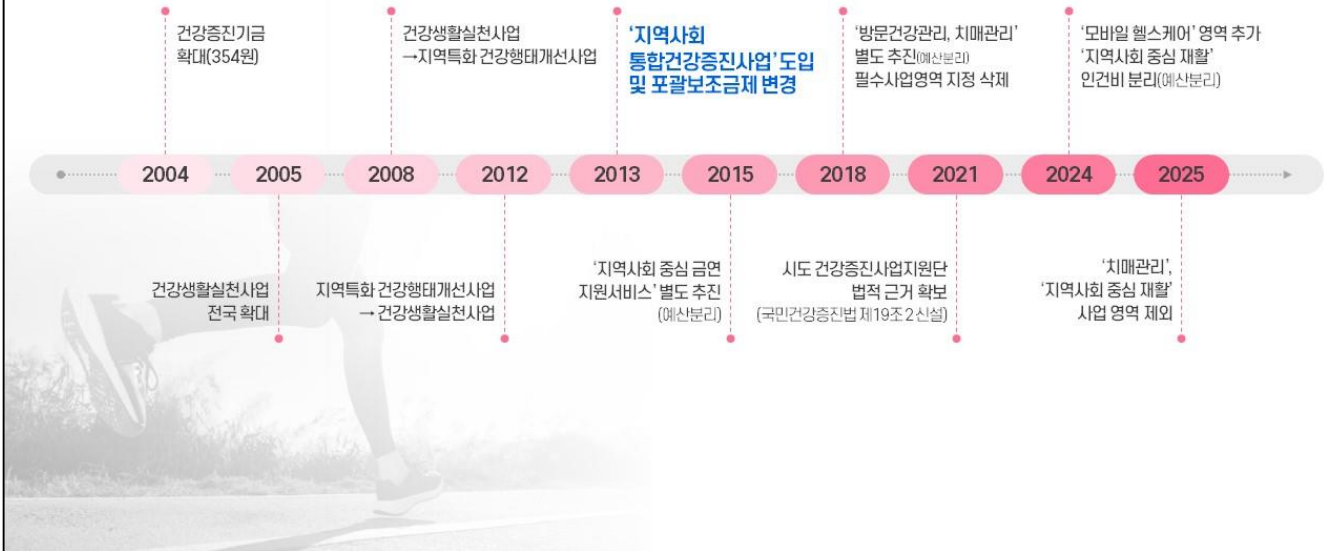 건강증진기금
확대(354원)
건강생활실천사업
→지역특화 건강행태개선사업
‘지역사회
통합건강증진사업’ 도입
및 포괄보조금제 변경
‘방문건강관리, 치매관리’
별도 추진(예산분리)
필수사업영역 지정 삭제
‘모바일 헬스케어’ 영역 추가
‘지역사회 중심 재활’
인건비 분리(예산분리)
2004 2005 2008 2012 2013 2015 2018 2021 2024 2025
건강생활실천사업
전국 확대
지역특화 건강행태개선사업
→ 건강생활실천사업
‘지역사회 중심 금연
지원서비스’ 별도 추진
(예산분리)
시도 건강증진사업지원단
법적 근거 확보
(국민건강증진법 제19조 2 신설)
‘치매관리’,
‘지역사회 중심 재활’
사업 영역 제외